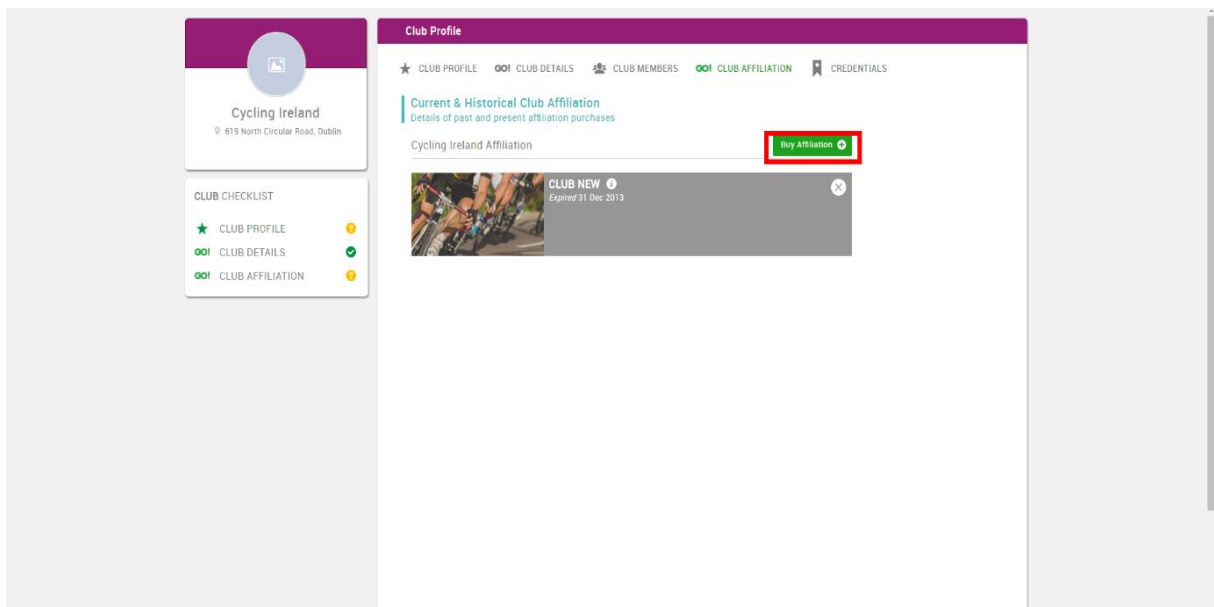 Club Profile
CLUB PROFILE GO! CLUB DETAILS CLUB MEMBERS GO! CLUB AFFILIATION CREDENTIALS
Cycling Ireland
619 North Circular Road, Dublin
Current & Historical Club Affiliation
Details of past and present affiliation purchases
Cycling Ireland Affiliation
Buy Affiliation
CLUB NEW
Expired 31 Dec 2013
CLUB CHECKLIST
CLUB PROFILE
GO! CLUB DETAILS
GO! CLUB AFFILIATION